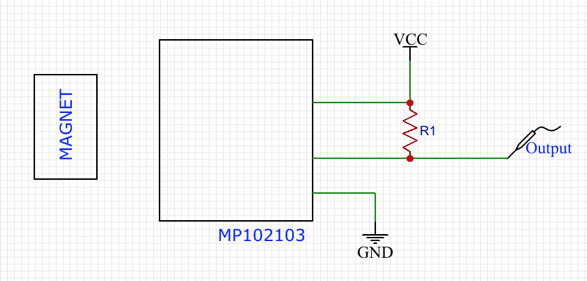 VCC
MAGNET
R1
Output
MP102103
GND